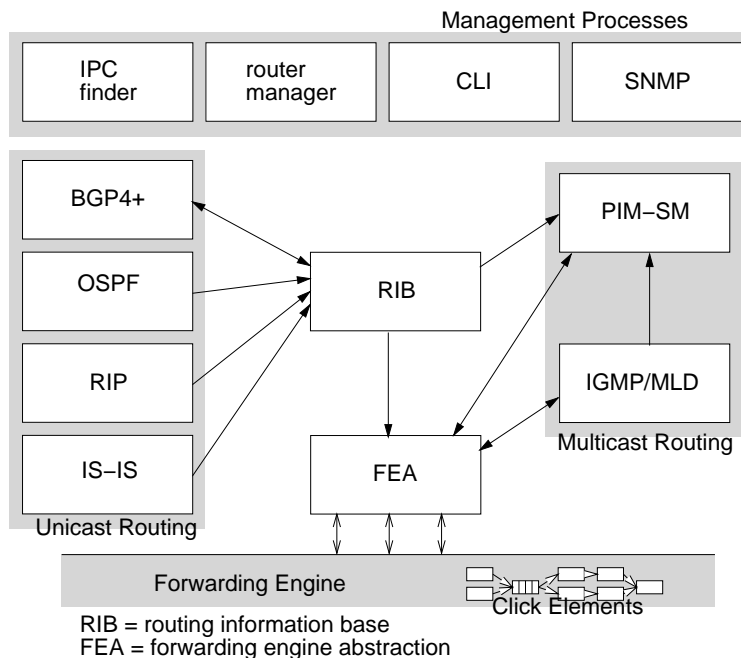 Management Processes
IPC
finder
router
manager
CLI
SNMP
BGP4+
OSPF
RIP
IS–IS
Unicast Routing
RIB
FEA
PIM–SM
IGMP/MLD
Multicast Routing
Forwarding Engine
Click Elements
RIB = routing information base
FEA = forwarding engine abstraction